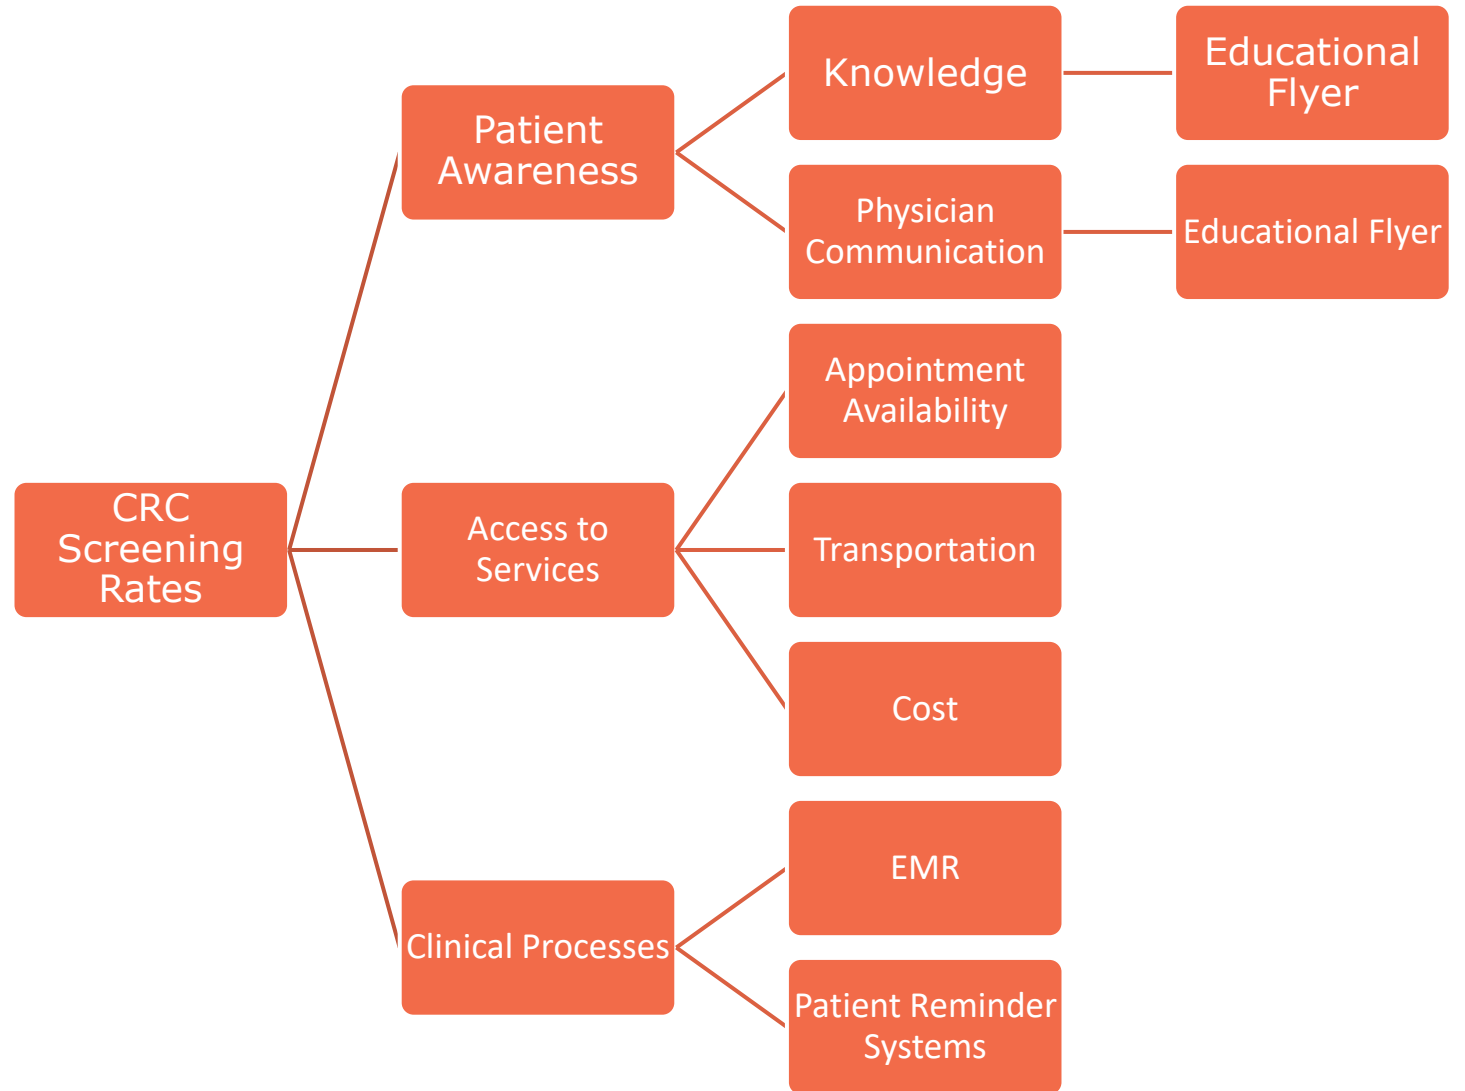 Knowledge
Educational
Flyer
Patient
Awareness
Physician
Communication
Educational Flyer
Appointment
Availability
CRC
Screening
Rates
Access to
Services
Transportation
Cost
EMR
Clinical Processes
Patient Reminder
Systems